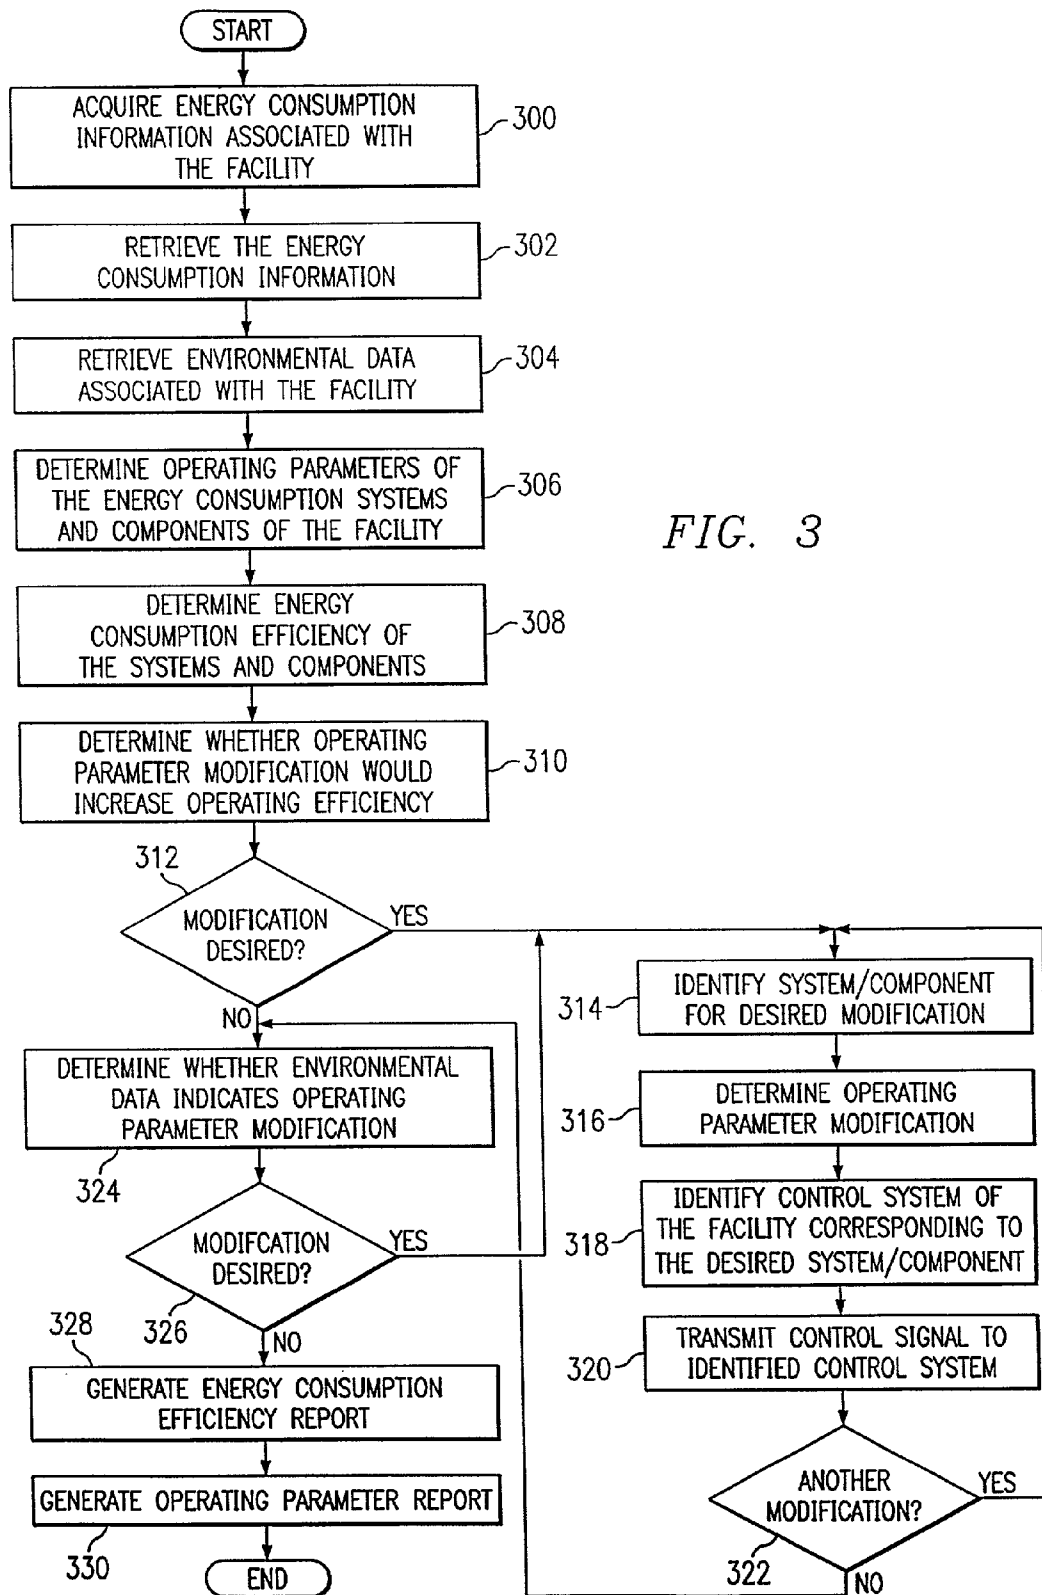 START
ACQUIRE ENERGY CONSUMPTION
INFORMATION ASSOCIATED WITH
THE FACILITY
300
RETRIEVE THE ENERGY
CONSUMPTION INFORMATION
302
RETRIEVE ENVIRONMENTAL DATA
ASSOCIATED WITH THE FACILITY
304
DETERMINE OPERATING PARAMETERS OF
THE ENERGY CONSUMPTION SYSTEMS
AND COMPONENTS OF THE FACILITY
306
FIG. 3
DETERMINE ENERGY
CONSUMPTION EFFICIENCY OF
THE SYSTEMS AND COMPONENTS
308
DETERMINE WHETHER OPERATING
PARAMETER MODIFICATION WOULD
INCREASE OPERATING EFFICIENCY
310
312
MODIFICATION
DESIRED?
YES
NO
DETERMINE WHETHER ENVIRONMENTAL
DATA INDICATES OPERATING
PARAMETER MODIFICATION
324
MODIFCATION
DESIRED?
YES
326
NO
328
GENERATE ENERGY CONSUMPTION
EFFICIENCY REPORT
GENERATE OPERATING PARAMETER REPORT
330
END
314
IDENTIFY SYSTEM/COMPONENT
FOR DESIRED MODIFICATION
316
DETERMINE OPERATING
PARAMETER MODIFICATION
318
IDENTIFY CONTROL SYSTEM OF
THE FACILITY CORRESPONDING TO
THE DESIRED SYSTEM/COMPONENT
320
TRANSMIT CONTROL SIGNAL TO
IDENTIFIED CONTROL SYSTEM
ANOTHER
MODIFICATION?
YES
322
NO